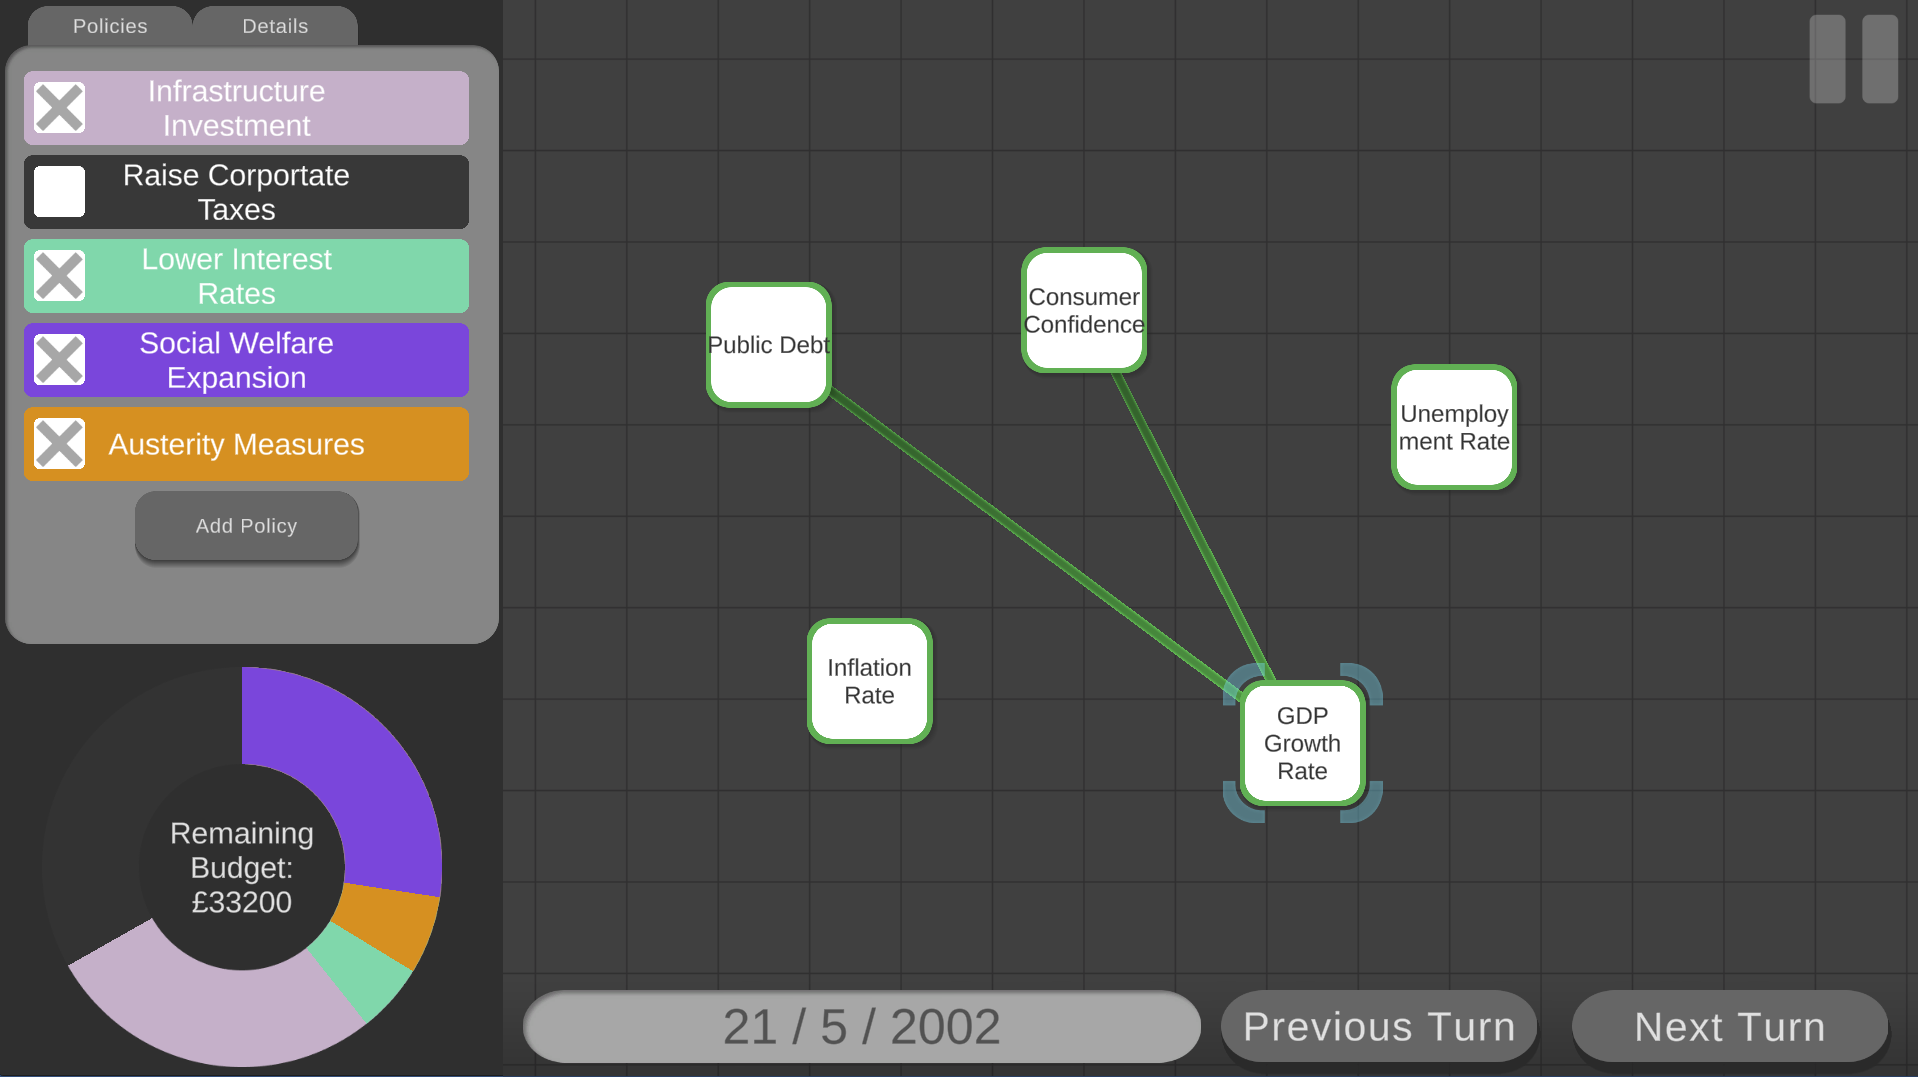 Policies
Details
Infrastructure
Investment
Raise Corportate
Taxes
Lower Interest
Rates
Social Welfare
Expansion
Austerity Measures
Add Policy
Remaining
Budget:
£33200
Public Debt
Consumer
Confidence
Unemploy
ment Rate
Inflation
Rate
GDP
Growth
Rate
21 / 5 / 2002
Previous Turn
Next Turn